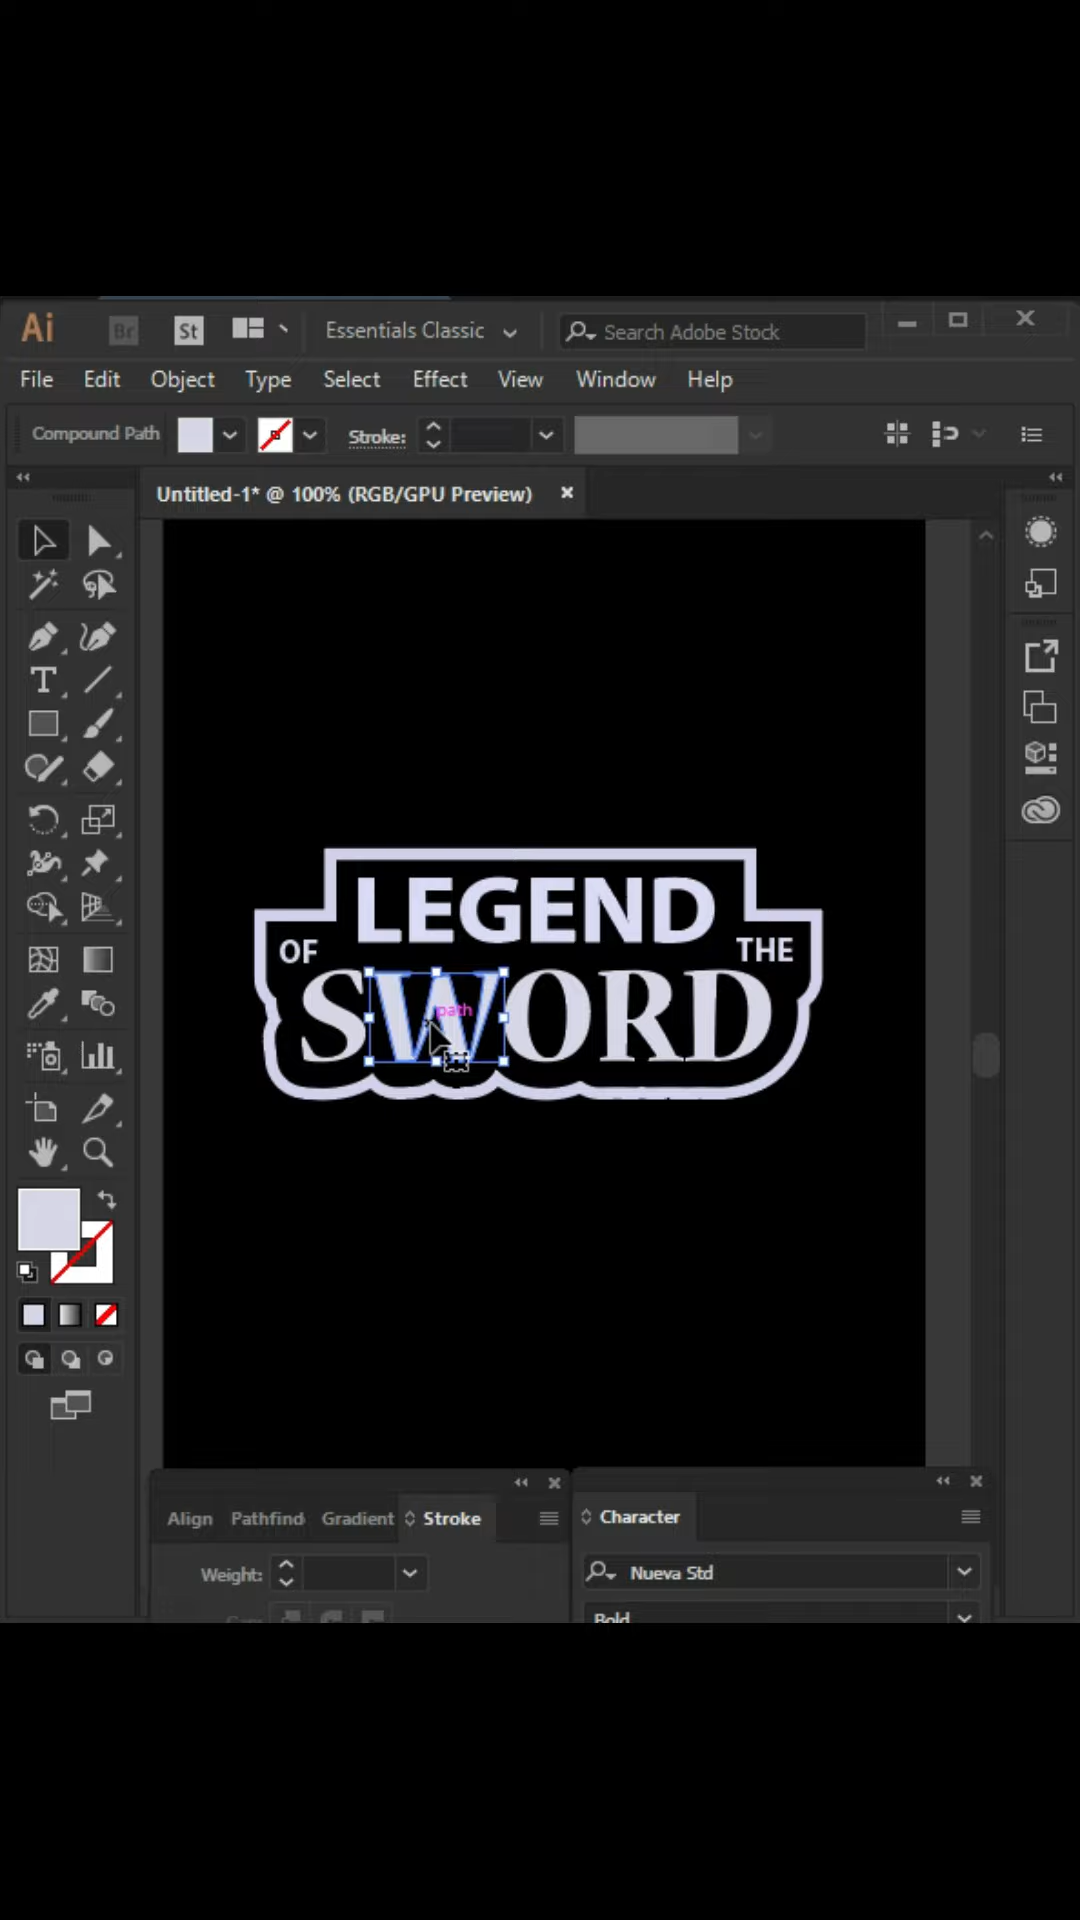 Ai Br St Essentials Classic Search Adobe Stock
File Edit Object Type Select Effect View Window Help
Compound Path Stroke:
Untitled-1* @ 100% (RGB/GPU Preview)
LEGEND
OF THE
SWORD
path
Align Pathfind Gradient Stroke
Weight:
Character
Nueva Std
Bold